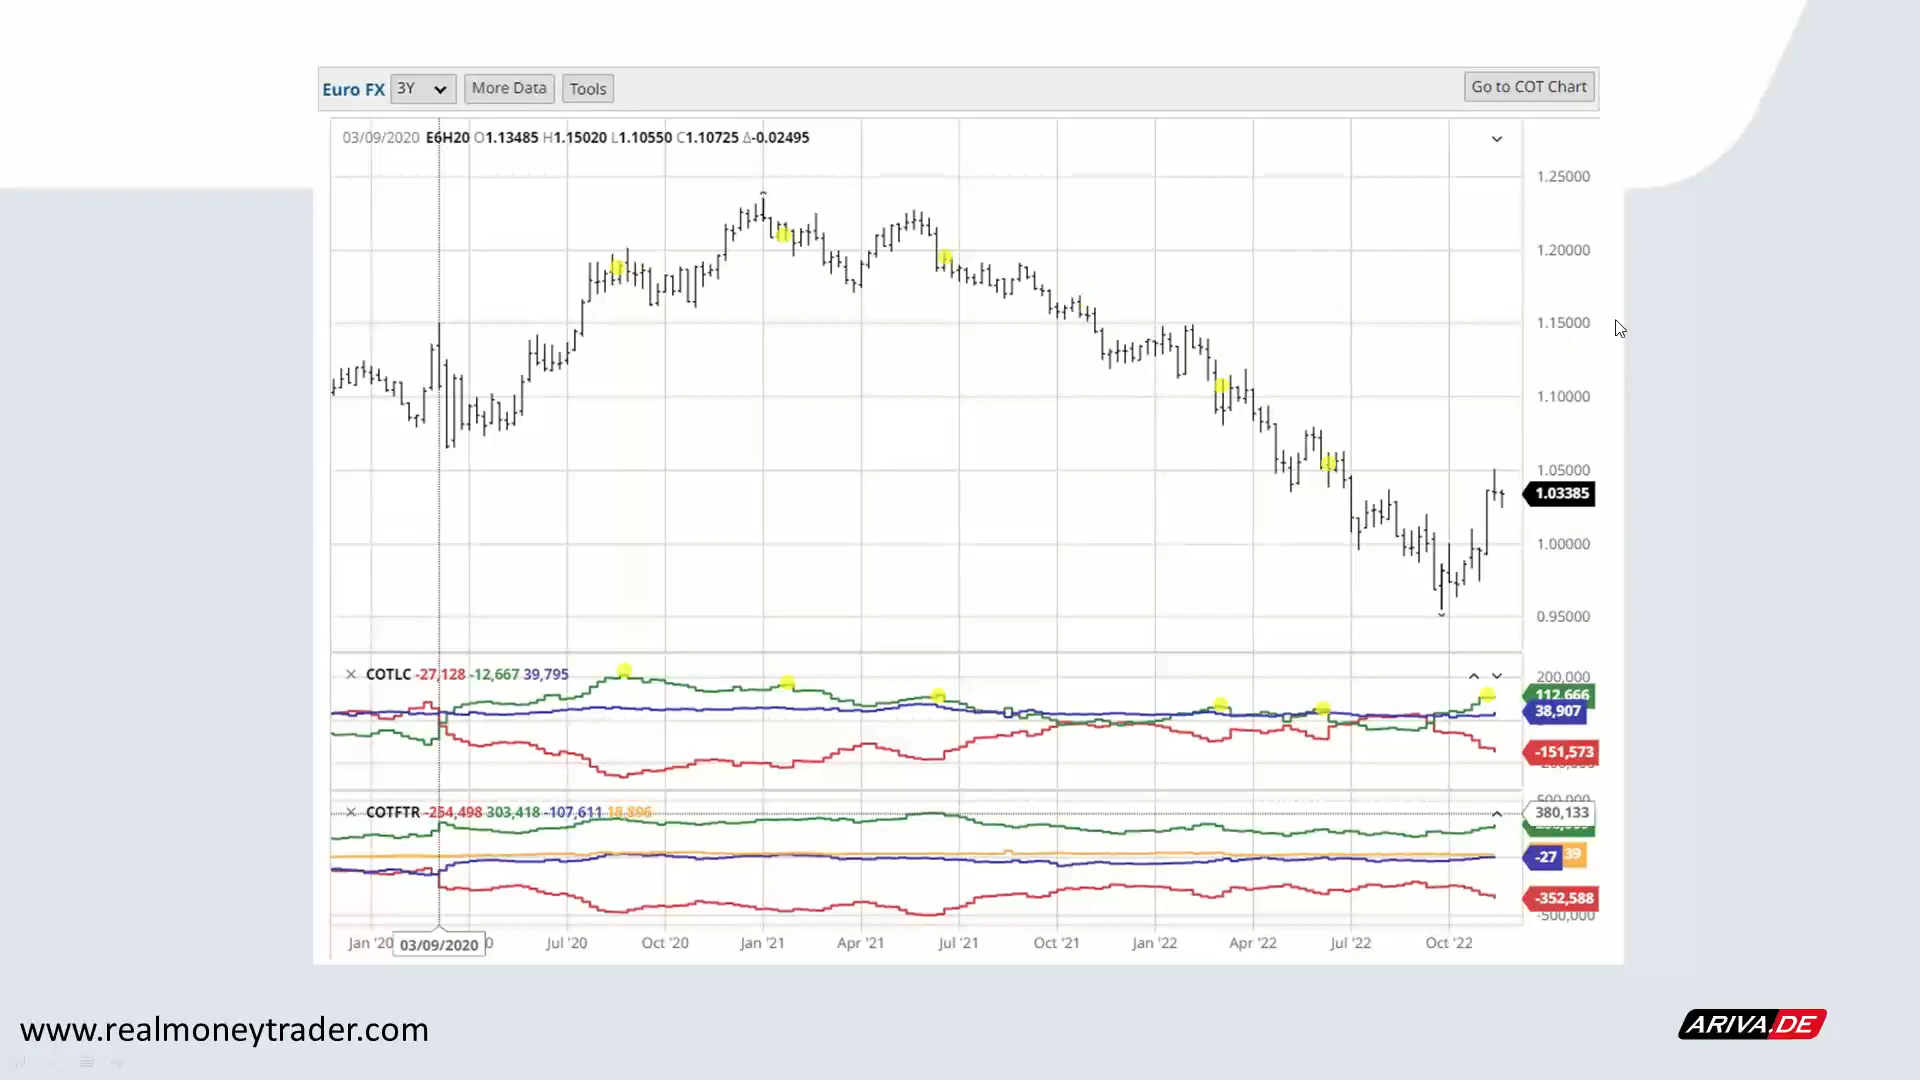 Euro FX 3Y More Data Tools Go to COT Chart
03/09/2020 E6H20 O1.13485 H1.15020 L1.10550 C1.10725 Δ-0.02495
1.25000
1.20000
1.15000
1.10000
1.05000
1.03385
1.00000
0.95000
COTLC -27,128 -12,667 39,795
200,000
112,666
38,907
-151,573
COTFTR -254,498 303,418 -107,611 18,896
500,000
380,133
-27 39
-352,588
-500,000
Jan '20 03/09/2020 0 Jul '20 Oct '20 Jan '21 Apr '21 Jul '21 Oct '21 Jan '22 Apr '22 Jul '22 Oct '22
www.realmoneytrader.com
ARIVA.DE